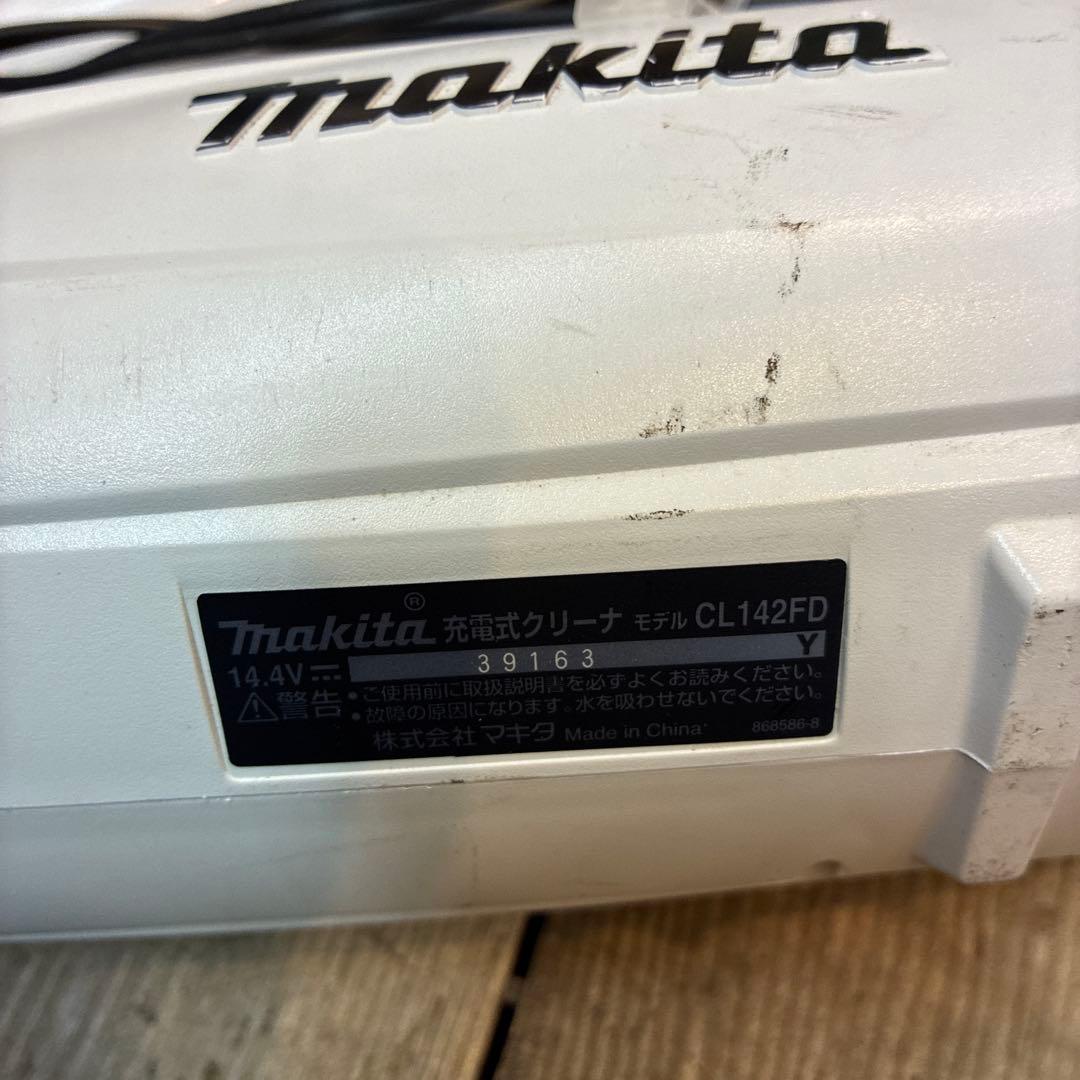 makita
makita® 充電式クリーナ モデル CL142FD
14.4V⎓ 39163 Y
⚠警告 •ご使用前に取扱説明書を必ずよくお読みください。
•故障の原因になります。水を吸わせないでください。
株式会社 マキタ Made in China 868586-8